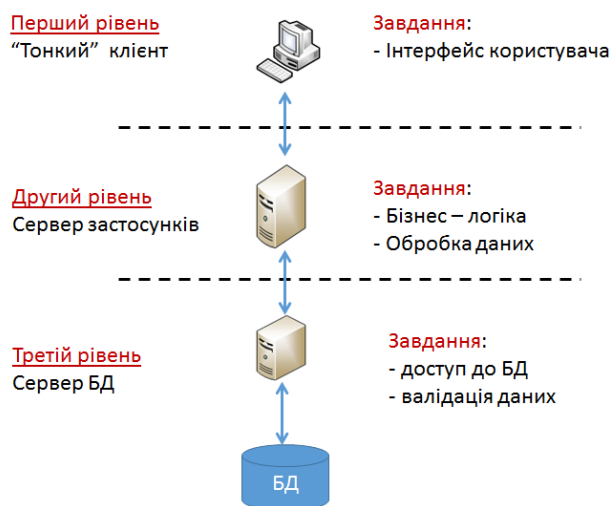 Перший рівень
“Тонкий” клієнт
Завдання:
- Інтерфейс користувача
Другий рівень
Сервер застосунків
Завдання:
- Бізнес – логіка
- Обробка даних
Третій рівень
Сервер БД
Завдання:
- доступ до БД
- валідація даних
БД